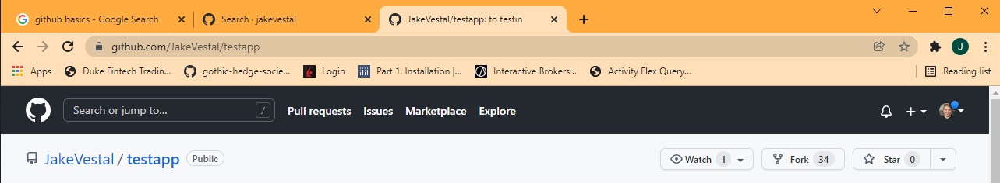 github basics - Google Search
Search · jakevestal
JakeVestal/testapp: fo testin
github.com/JakeVestal/testapp
J
Apps
Duke Fintech Tradin...
gothic-hedge-socie...
Login
Part 1. Installation |...
Interactive Brokers...
Activity Flex Query...
Reading list
Search or jump to...
/
Pull requests
Issues
Marketplace
Explore
JakeVestal / testapp
Public
Watch 1
Fork 34
Star 0